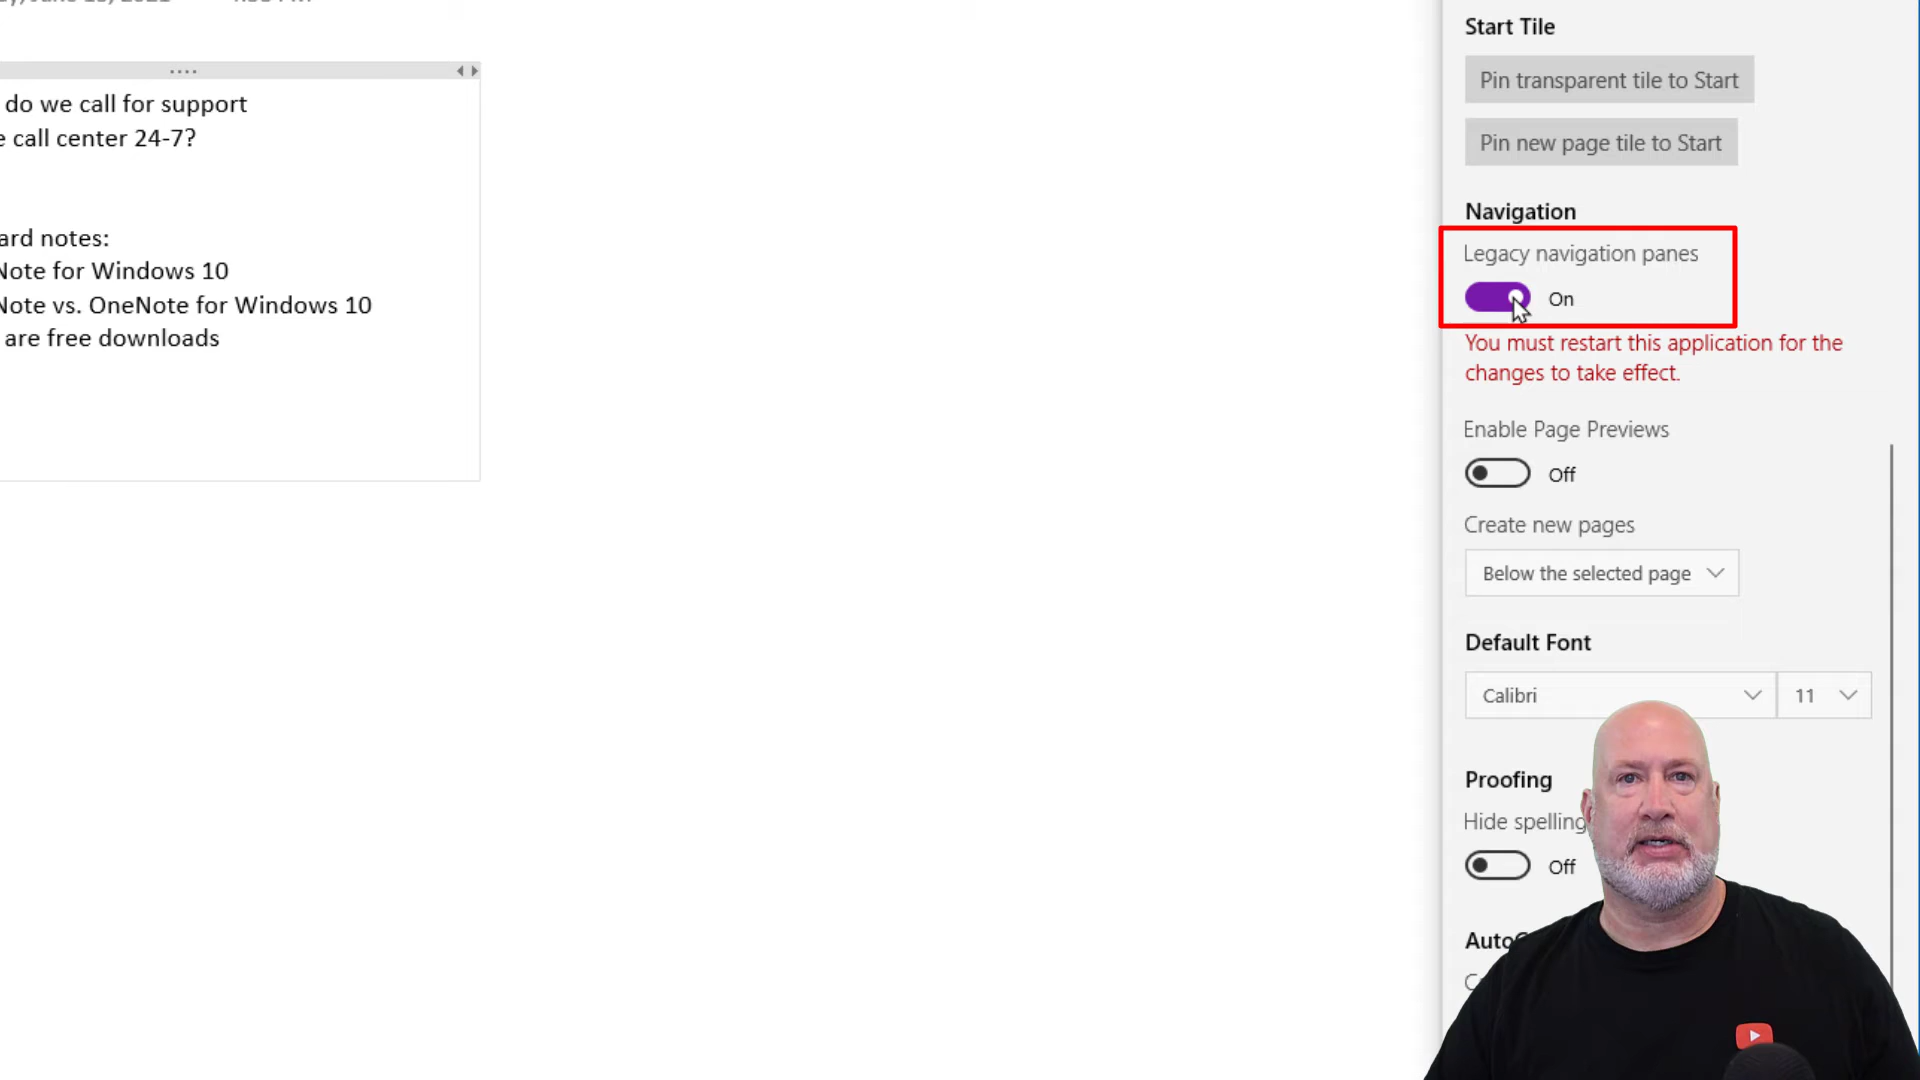 do we call for support
call center 24-7?
ard notes:
Note for Windows 10
Note vs. OneNote for Windows 10
are free downloads
Start Tile
Pin transparent tile to Start
Pin new page tile to Start
Navigation
Legacy navigation panes
On
You must restart this application for the
changes to take effect.
Enable Page Previews
Off
Create new pages
Below the selected page
Default Font
Calibri 11
Proofing
Hide spelling
Off